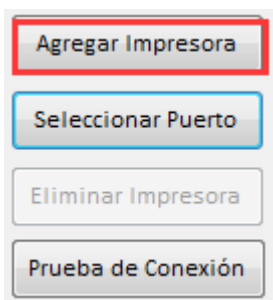 Agregar Impresora
Seleccionar Puerto
Eliminar Impresora
Prueba de Conexión